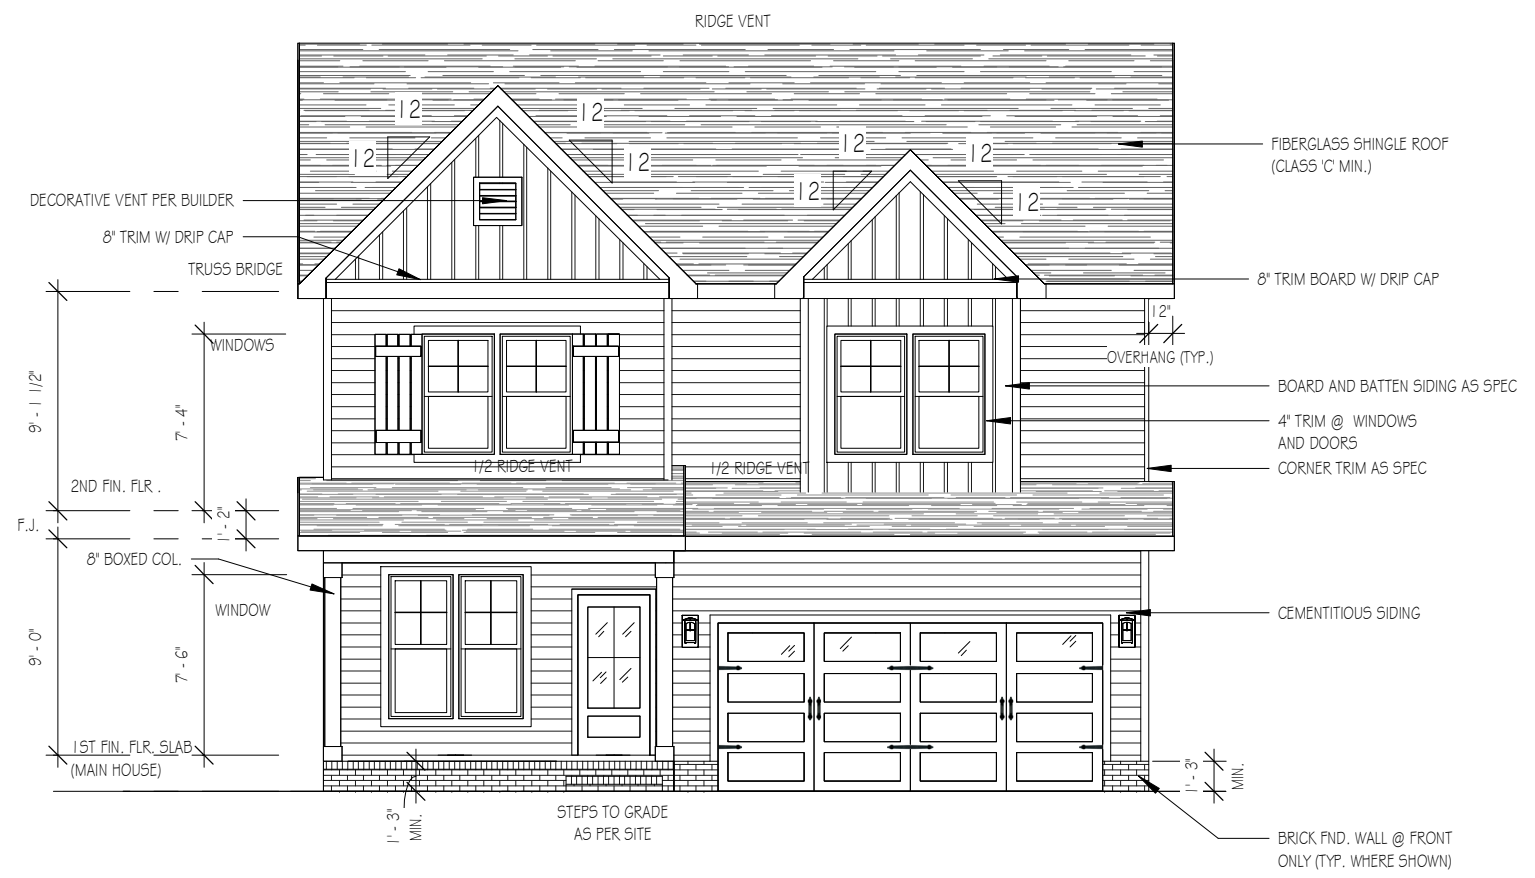 RIDGE VENT
12
12
12
12
12
12
12
12
FIBERGLASS SHINGLE ROOF
(CLASS 'C' MIN.)
DECORATIVE VENT PER BUILDER
8" TRIM W/ DRIP CAP
TRUSS BRIDGE
8" TRIM BOARD W/ DRIP CAP
12"
OVERHANG (TYP.)
WINDOWS
9' - 1 1/2"
7' - 4"
BOARD AND BATTEN SIDING AS SPEC
4" TRIM @ WINDOWS
AND DOORS
CORNER TRIM AS SPEC
1/2 RIDGE VENT
1/2 RIDGE VENT
2ND FIN. FLR .
F.J.
1' - 2"
8" BOXED COL.
WINDOW
9' - 0"
7' - 6"
CEMENTITIOUS SIDING
1ST FIN. FLR. SLAB
(MAIN HOUSE)
1' - 3"
MIN.
1' - 3"
MIN.
STEPS TO GRADE
AS PER SITE
BRICK FND. WALL @ FRONT
ONLY (TYP. WHERE SHOWN)